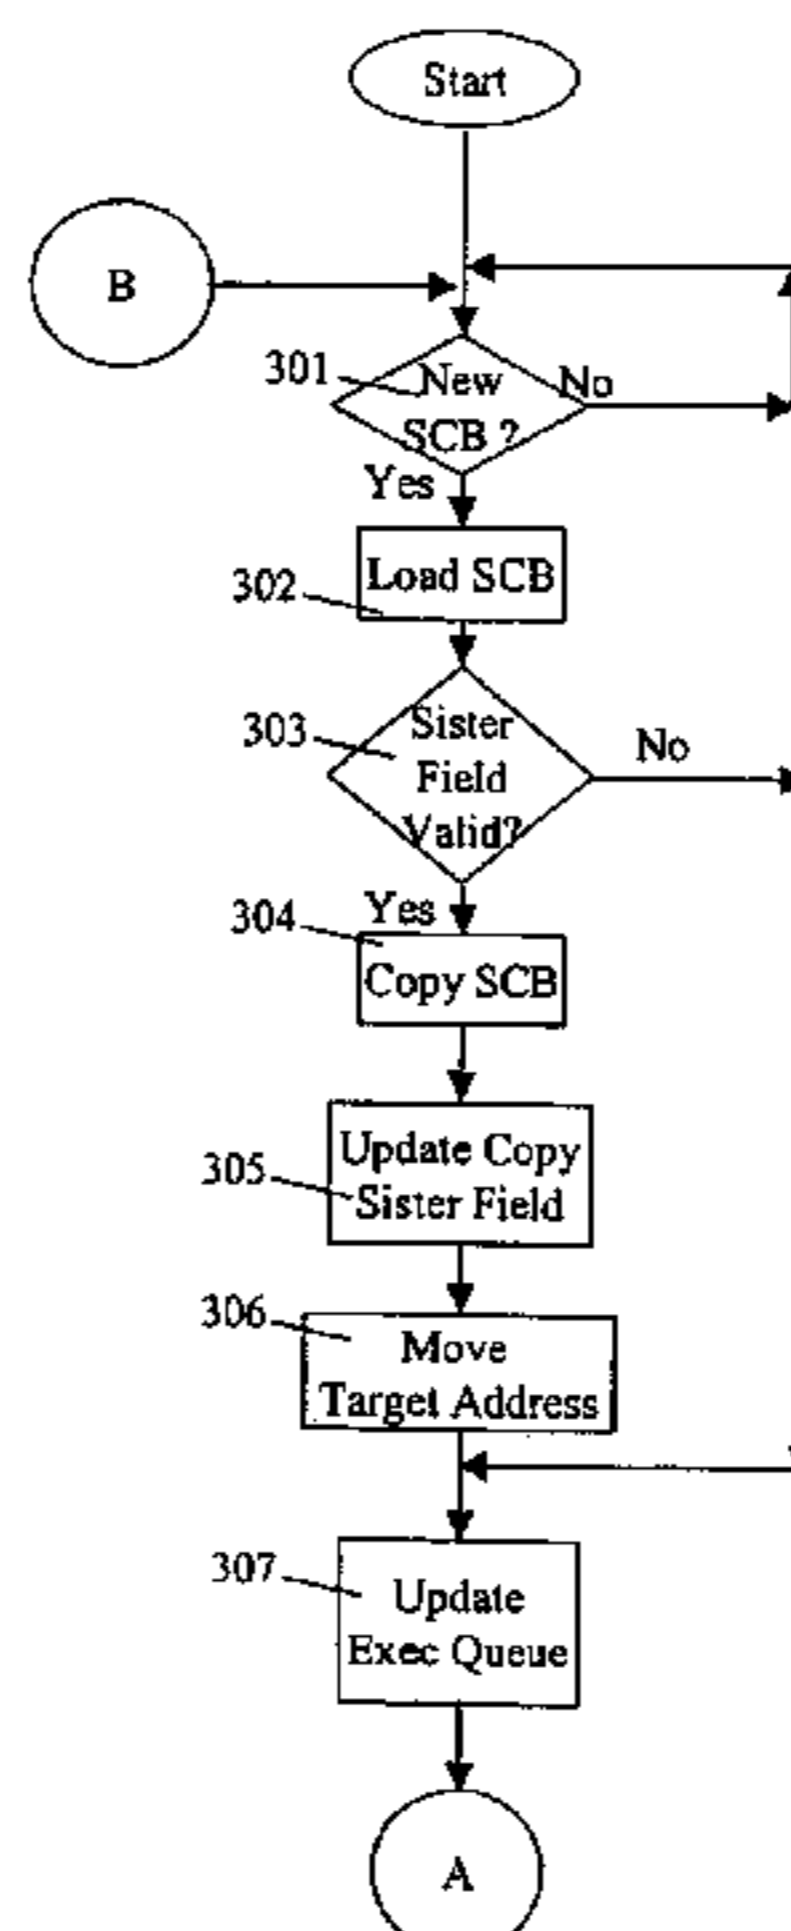 Start
B
301
New
No
SCB ?
Yes
Load SCB
302
Sister
303
No
Field
Valid?
Yes
304
Copy SCB
Update Copy
305
Sister Field
306
Move
Target Address
307
Update
Exec Queue
A